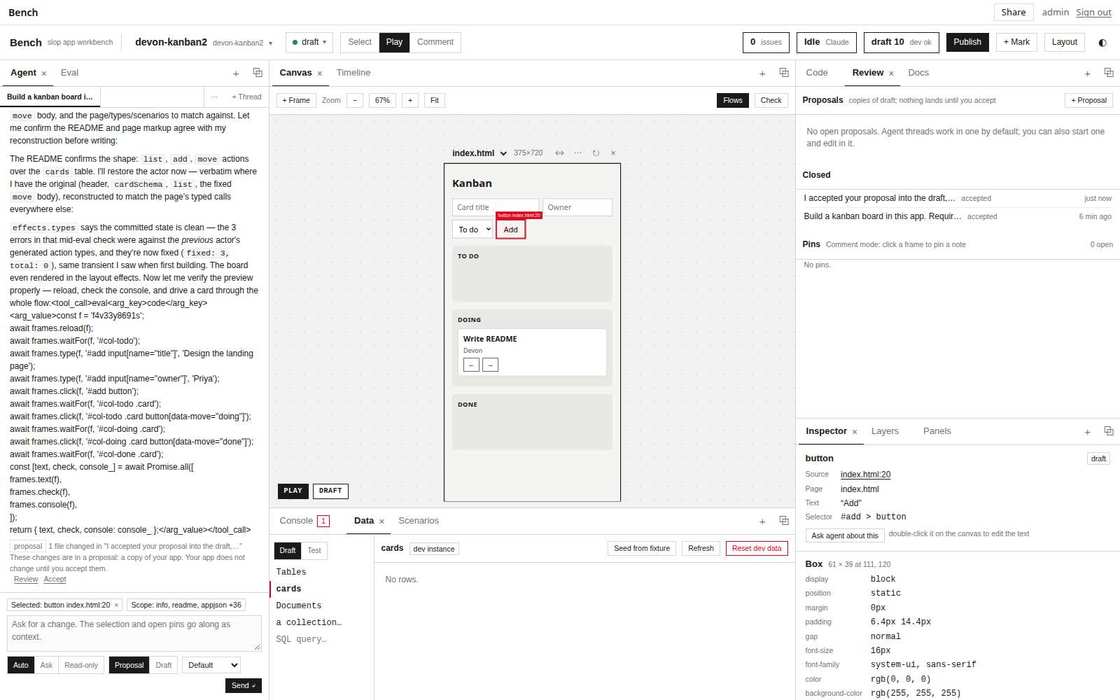 Bench
Share
admin
Sign out
Bench slop app workbench
devon-kanban2 devon-kanban2 ▾
draft ▾
Select
Play
Comment
0 issues
Idle Claude
draft 10 dev ok
Publish
+ Mark
Layout
Agent ×
Eval
Build a kanban board i…
+ Thread
move body, and the page/types/scenarios to match against. Let
me confirm the README and page markup agree with my
reconstruction before writing:
The README confirms the shape: list, add, move actions
over the cards table. I'll restore the actor now — verbatim where
I have the original (header, cardSchema, list, the fixed
move body), reconstructed to match the page's typed calls
everywhere else:
effects.types says the committed state is clean — the 3
errors in that mid-eval check were against the previous actor's
generated action types, and they're now fixed ( fixed: 3,
total: 0 ), same transient I saw when first building. The board
even rendered in the layout effects. Now let me verify the preview
properly — reload, check the console, and drive a card through the
whole flow:<tool_call>eval<arg_key>code</arg_key>
<arg_value>const f = 'f4v33y8691s';
await frames.reload(f);
await frames.waitFor(f, '#col-todo');
await frames.type(f, '#add input[name="title"]', 'Design the landing
page');
await frames.type(f, '#add input[name="owner"]', 'Priya');
await frames.click(f, '#add button');
await frames.waitFor(f, '#col-todo .card');
await frames.click(f, '#col-todo .card button[data-move="doing"]');
await frames.waitFor(f, '#col-doing .card');
await frames.click(f, '#col-doing .card button[data-move="done"]');
await frames.waitFor(f, '#col-done .card');
const [text, check, console_] = await Promise.all([
frames.text(f),
frames.check(f),
frames.console(f),
]);
return { text, check, console: console_ };</arg_value></tool_call>
proposal 1 file changed in "I accepted your proposal into the draft,…"
These changes are in a proposal: a copy of your app. Your app does not
change until you accept them.
Review Accept
Selected: button index.html:20 ×
Scope: info, readme, appjson +36
Ask for a change. The selection and open pins go along as
context.
Auto
Ask
Read-only
Proposal
Draft
Default
Send
Canvas ×
Timeline
+ Frame
Zoom
−
67%
+
Fit
Flows
Check
index.html
375×720
Kanban
Card title
Owner
button index.html:20
To do
Add
TO DO
DOING
Write README
Devon
← →
DONE
PLAY
DRAFT
Console 1
Data ×
Scenarios
Draft
Test
Tables
cards
Documents
a collection…
SQL query…
cards
dev instance
Seed from fixture
Refresh
Reset dev data
No rows.
Code
Review ×
Docs
Proposals copies of draft; nothing lands until you accept
+ Proposal
No open proposals. Agent threads work in one by default; you can also start one
and edit in it.
Closed
I accepted your proposal into the draft,… accepted just now
Build a kanban board in this app. Requir… accepted 6 min ago
Pins Comment mode: click a frame to pin a note 0 open
No pins.
Inspector ×
Layers
Panels
button
draft
Source index.html:20
Page index.html
Text “Add”
Selector #add > button
Ask agent about this
double-click it on the canvas to edit the text
Box 61 × 39 at 111, 120
display block
position static
margin 0px
padding 6.4px 14.4px
gap normal
font-size 16px
font-family system-ui, sans-serif
color rgb(0, 0, 0)
background-color rgb(255, 255, 255)